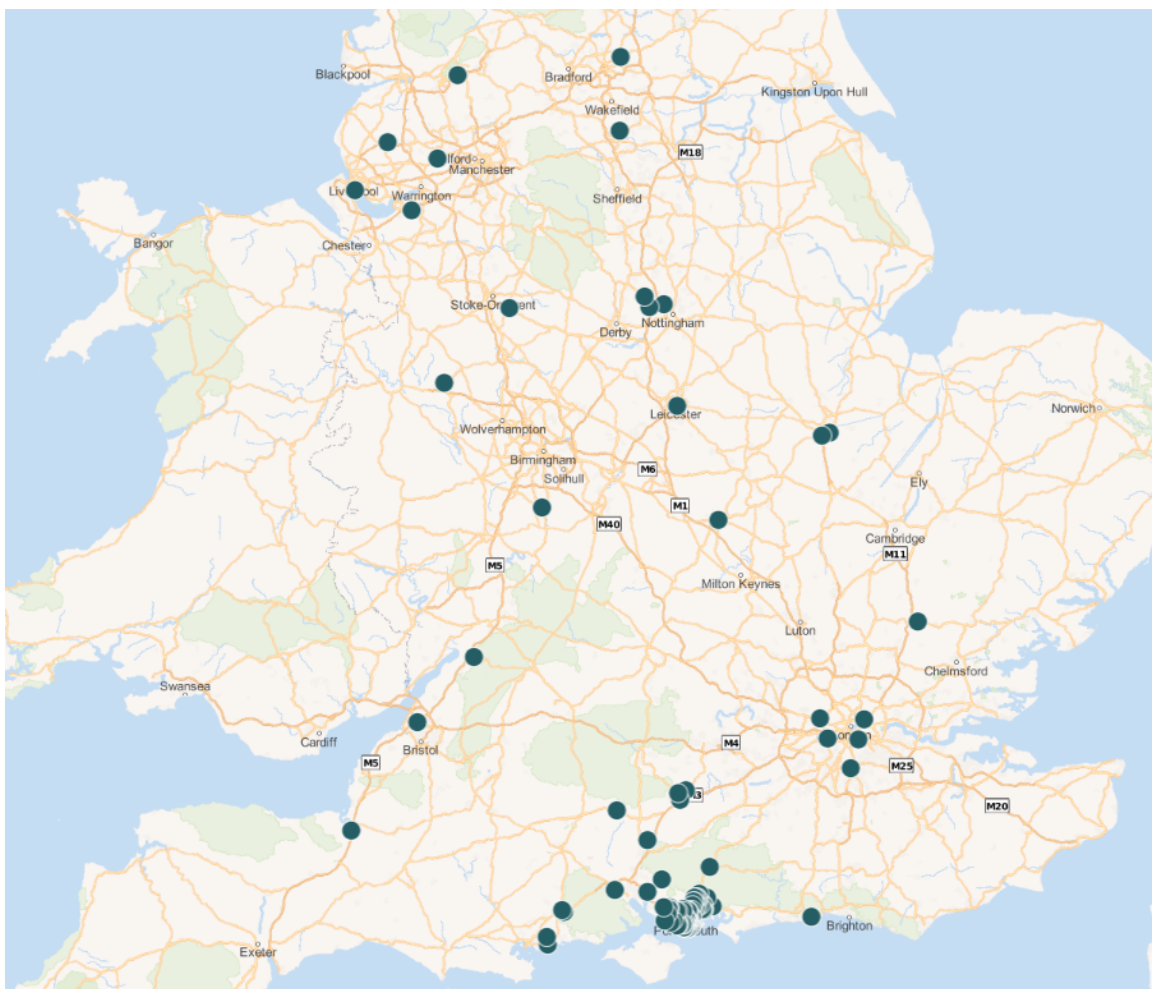 Blackpool
Bradford
Kingston Upon Hull
Wakefield
M18
lford
Manchester
Warrington
Sheffield
Bangor
Chester
Derby
Nottingham
Norwich
Wolverhampton
Birmingham
Solihull
M6
Ely
M1
M40
Cambridge
M11
M5
Milton Keynes
Luton
Chelmsford
Swansea
Cardiff
Bristol
M4
M5
M25
M20
Brighton
Exeter